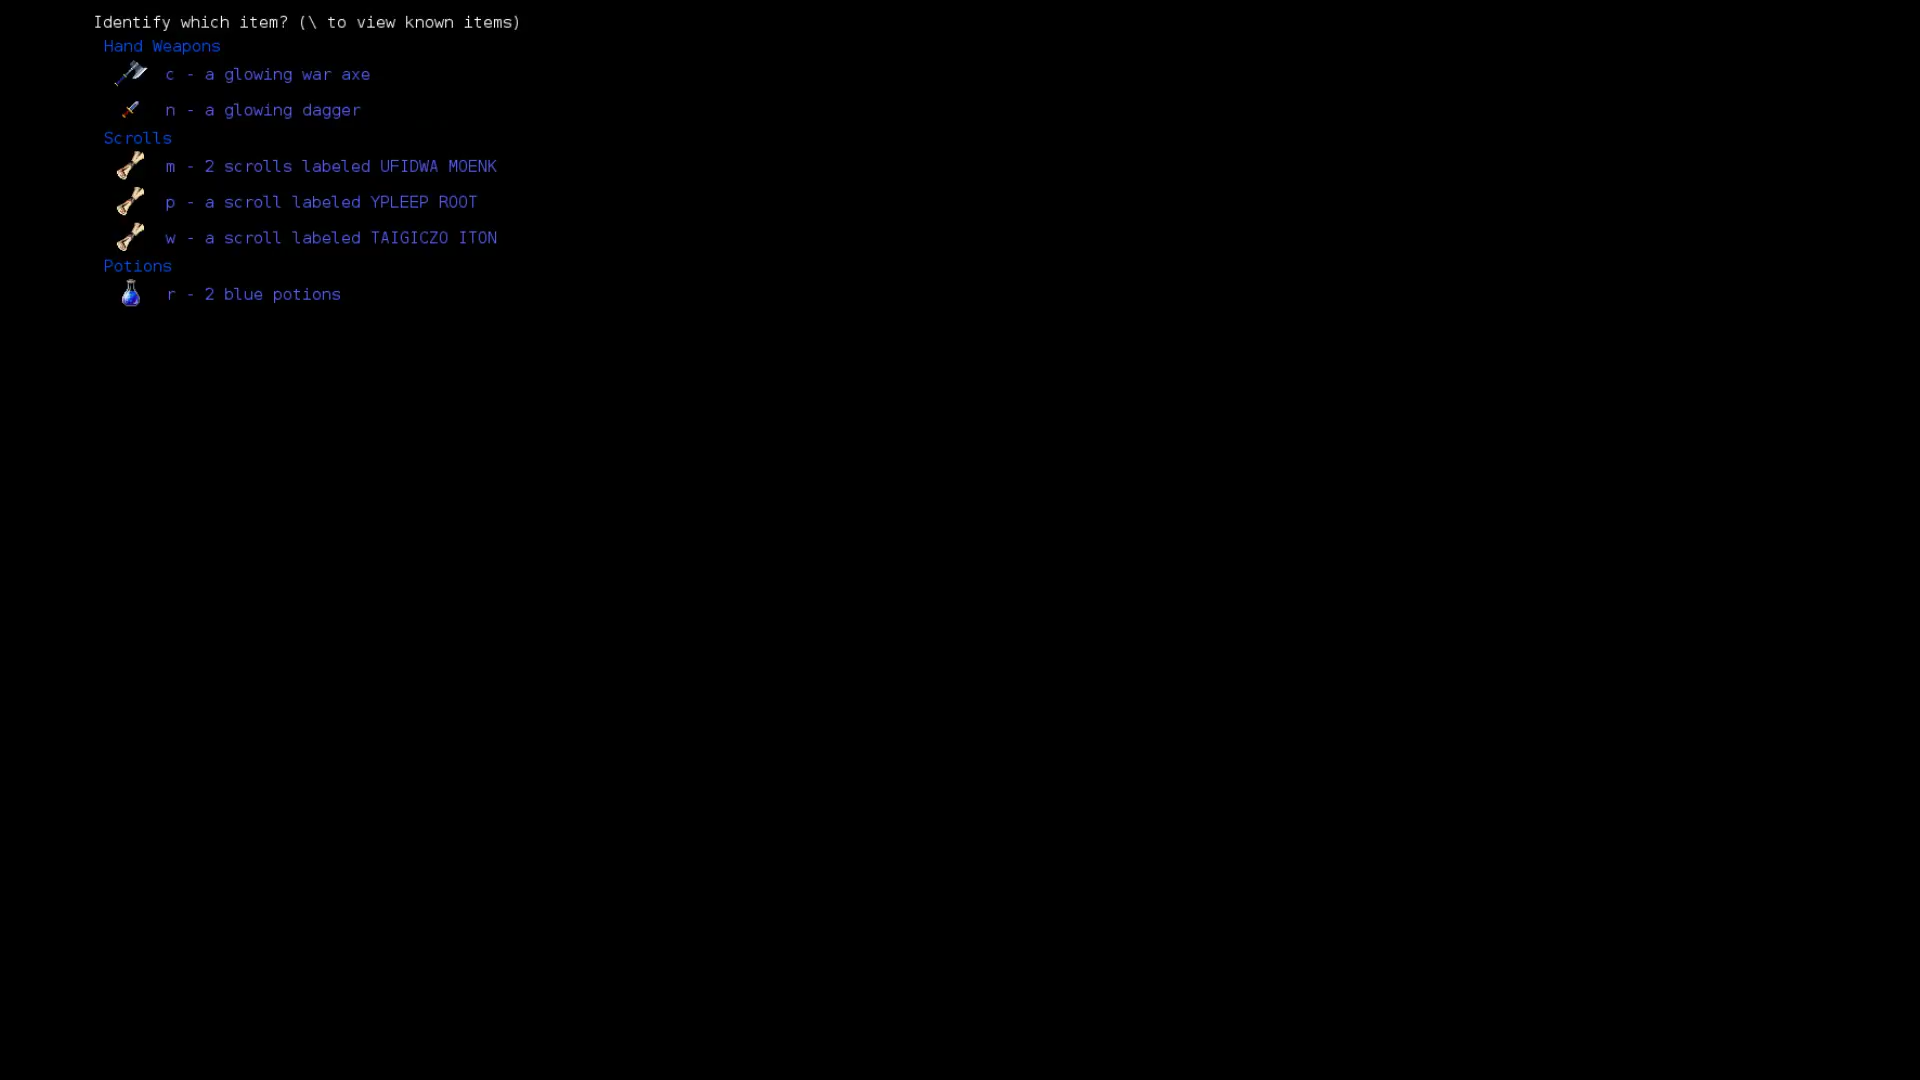 Identify which item? (\ to view known items)
Hand Weapons
c - a glowing war axe
n - a glowing dagger
Scrolls
m - 2 scrolls labeled UFIDWA MOENK
p - a scroll labeled YPLEEP ROOT
w - a scroll labeled TAIGICZO ITON
Potions
r - 2 blue potions